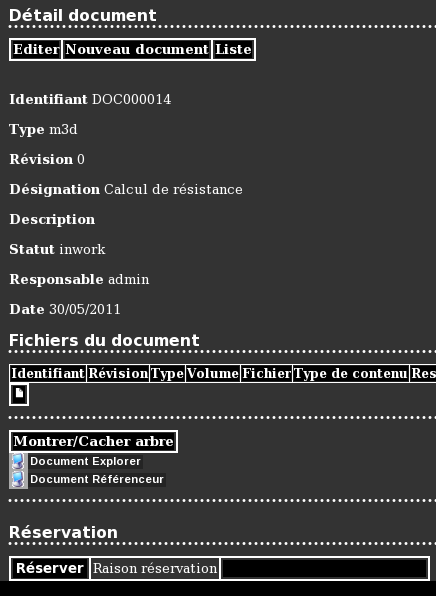 Détail document
Editer Nouveau document Liste
Identifiant DOC000014
Type m3d
Révision 0
Désignation Calcul de résistance
Description
Statut inwork
Responsable admin
Date 30/05/2011
Fichiers du document
Identifiant Révision Type Volume Fichier Type de contenu Res
Montrer/Cacher arbre
Document Explorer
Document Référenceur
Réservation
Réserver Raison réservation